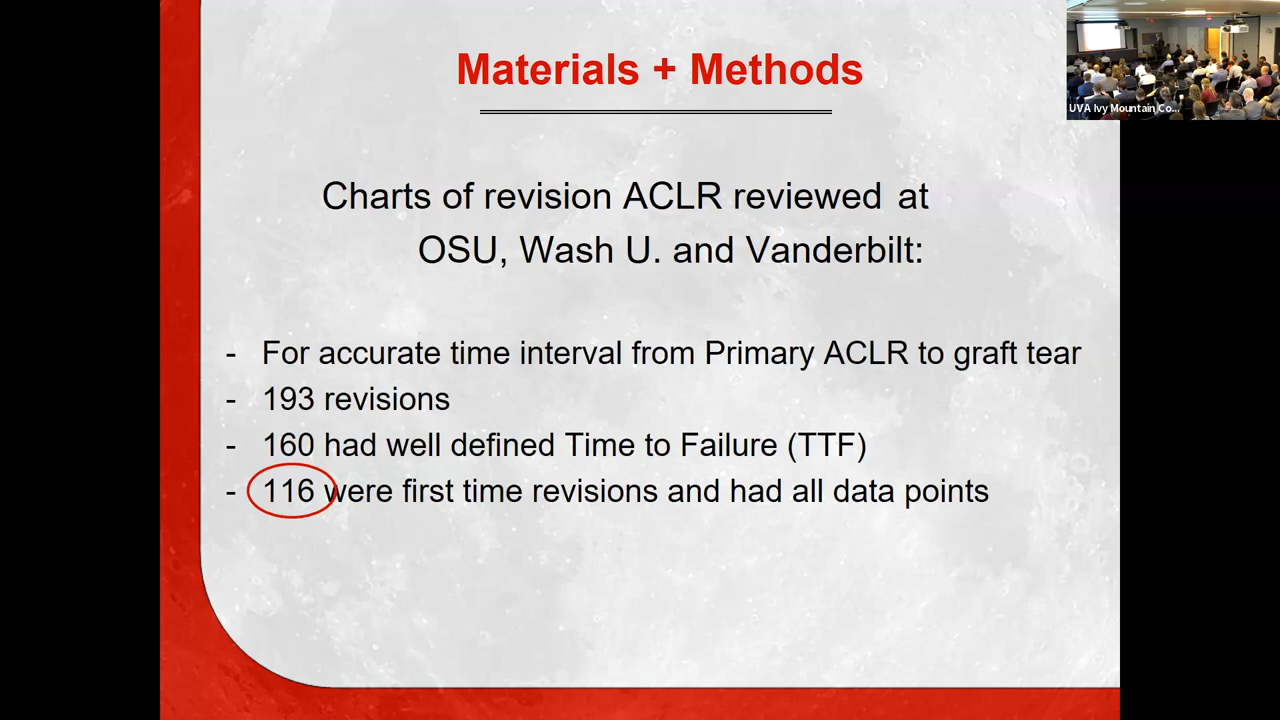 Materials + Methods
UVA Ivy Mountain Co...
Charts of revision ACLR reviewed at
OSU, Wash U. and Vanderbilt:
- For accurate time interval from Primary ACLR to graft tear
- 193 revisions
- 160 had well defined Time to Failure (TTF)
- 116 were first time revisions and had all data points